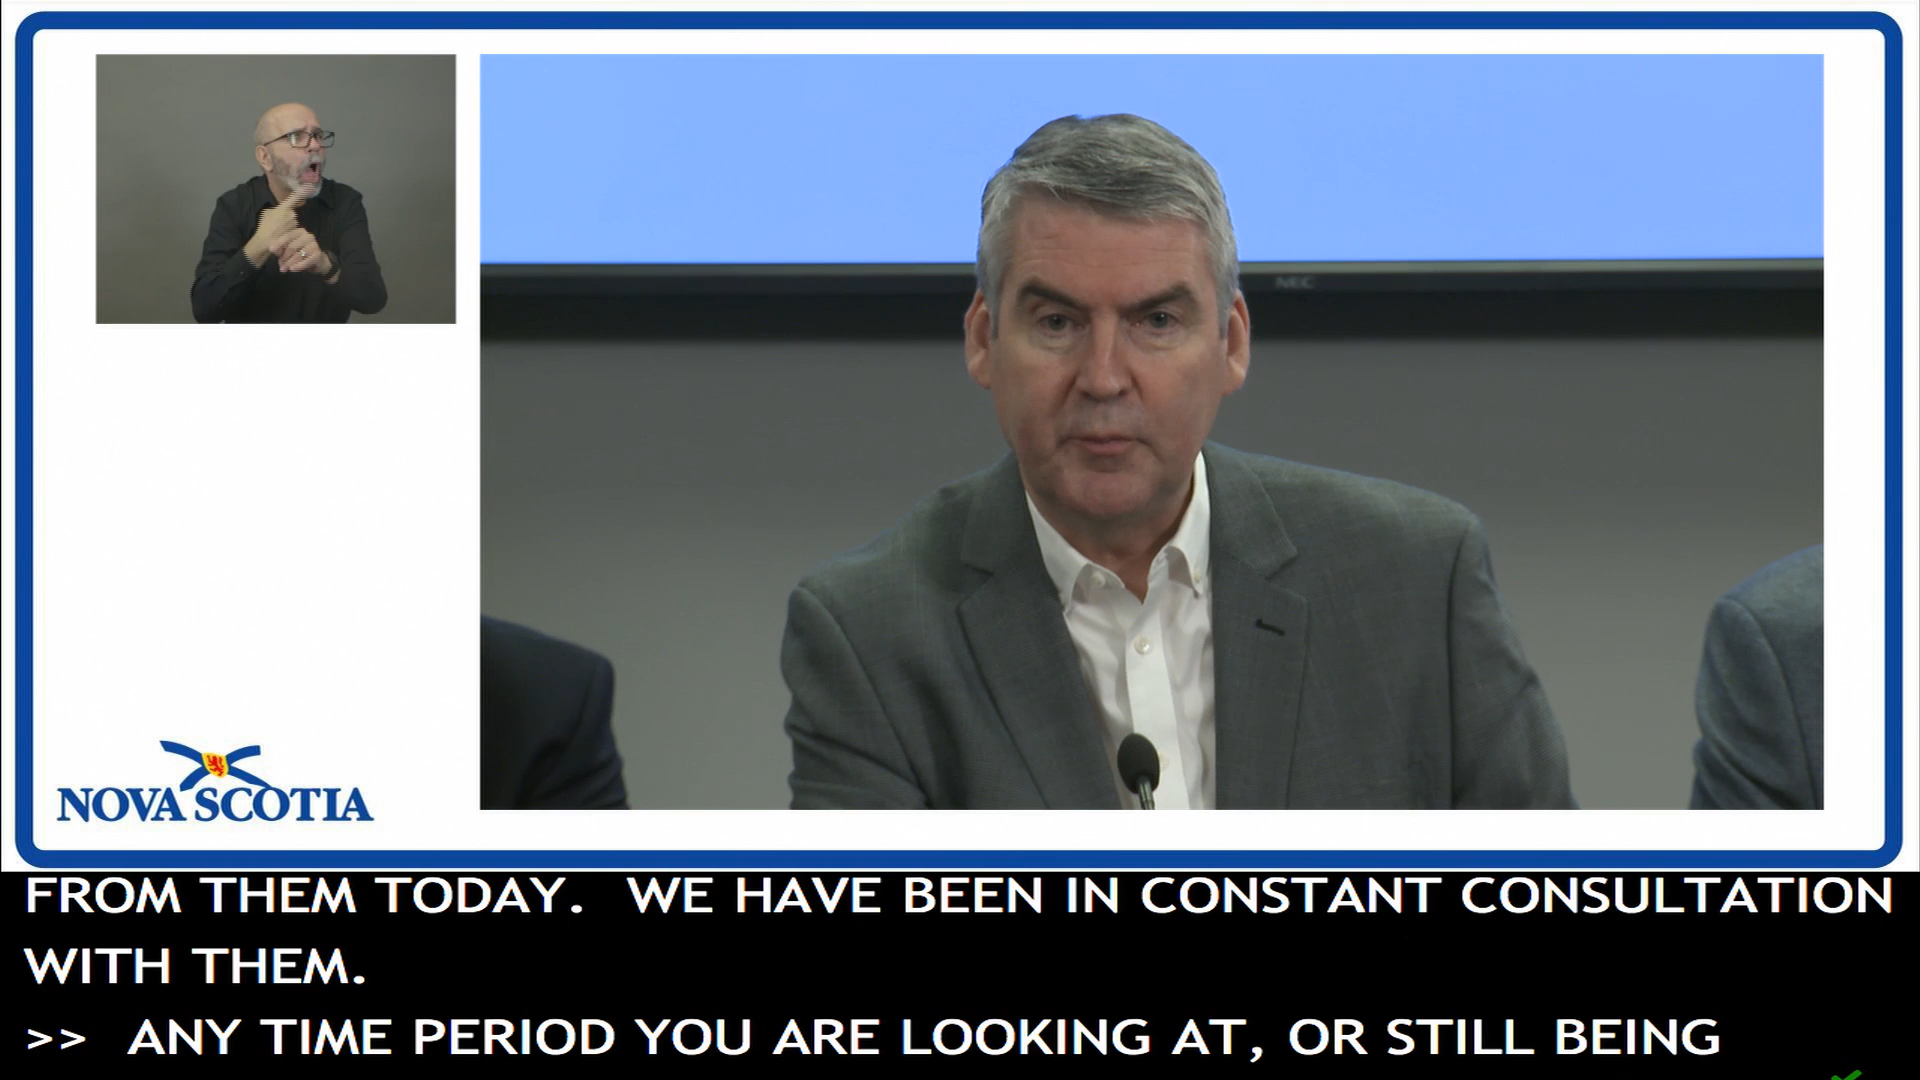 NEC
NOVA SCOTIA
FROM THEM TODAY.  WE HAVE BEEN IN CONSTANT CONSULTATION
WITH THEM.
>>  ANY TIME PERIOD YOU ARE LOOKING AT, OR STILL BEING